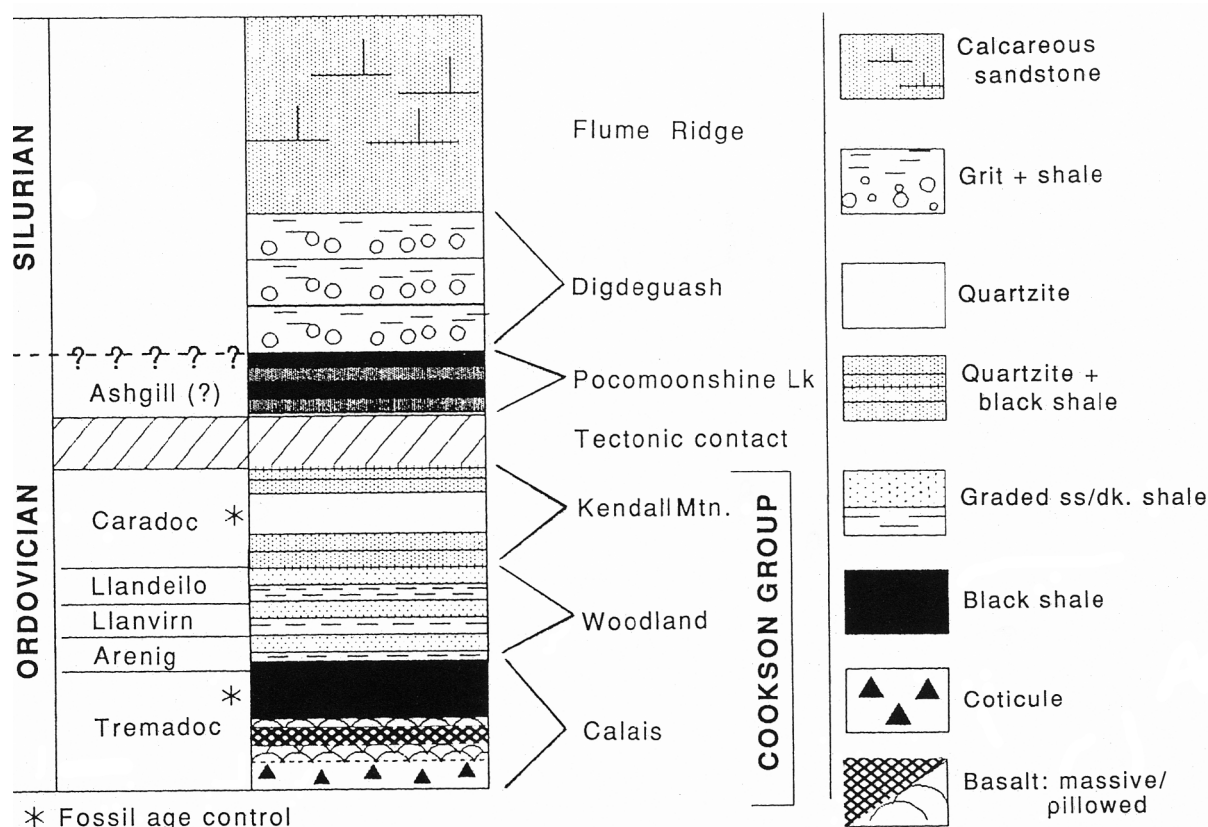 SILURIAN
ORDOVICIAN
? ? ? ? ?
Ashgill (?)
Caradoc *
Llandeilo
Llanvirn
Arenig
*
Tremadoc
* Fossil age control
Flume Ridge
Digdeguash
Pocomoonshine Lk
Tectonic contact
Kendall Mtn.
Woodland
Calais
COOKSON GROUP
Calcareous
sandstone
Grit + shale
Quartzite
Quartzite +
black shale
Graded ss/dk. shale
Black shale
Coticule
Basalt: massive/
pillowed